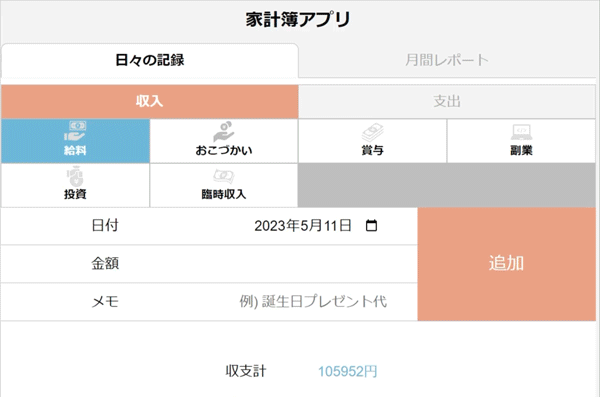 家計簿アプリ
日々の記録 月間レポート
収入 支出
給料 おこづかい 賞与 副業
投資 臨時収入
日付 2023年5月11日
金額
追加
メモ 例) 誕生日プレゼント代
収支計 105952円